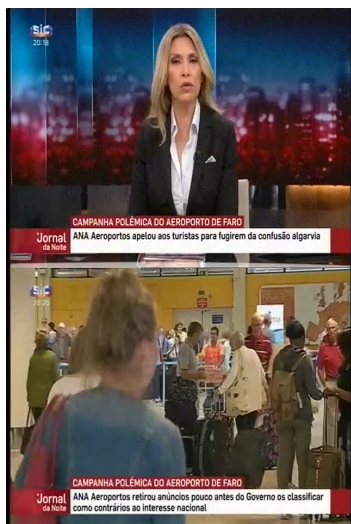 SIC
20:18
CAMPANHA POLÉMICA DO AEROPORTO DE FARO
Jornal
da Noite
ANA Aeroportos apelou aos turistas para fugirem da confusão algarvia
SIC
20:20
CAMPANHA POLÉMICA DO AEROPORTO DE FARO
Jornal
da Noite
ANA Aeroportos retirou anúncios pouco antes do Governo os classificar
como contrários ao interesse nacional